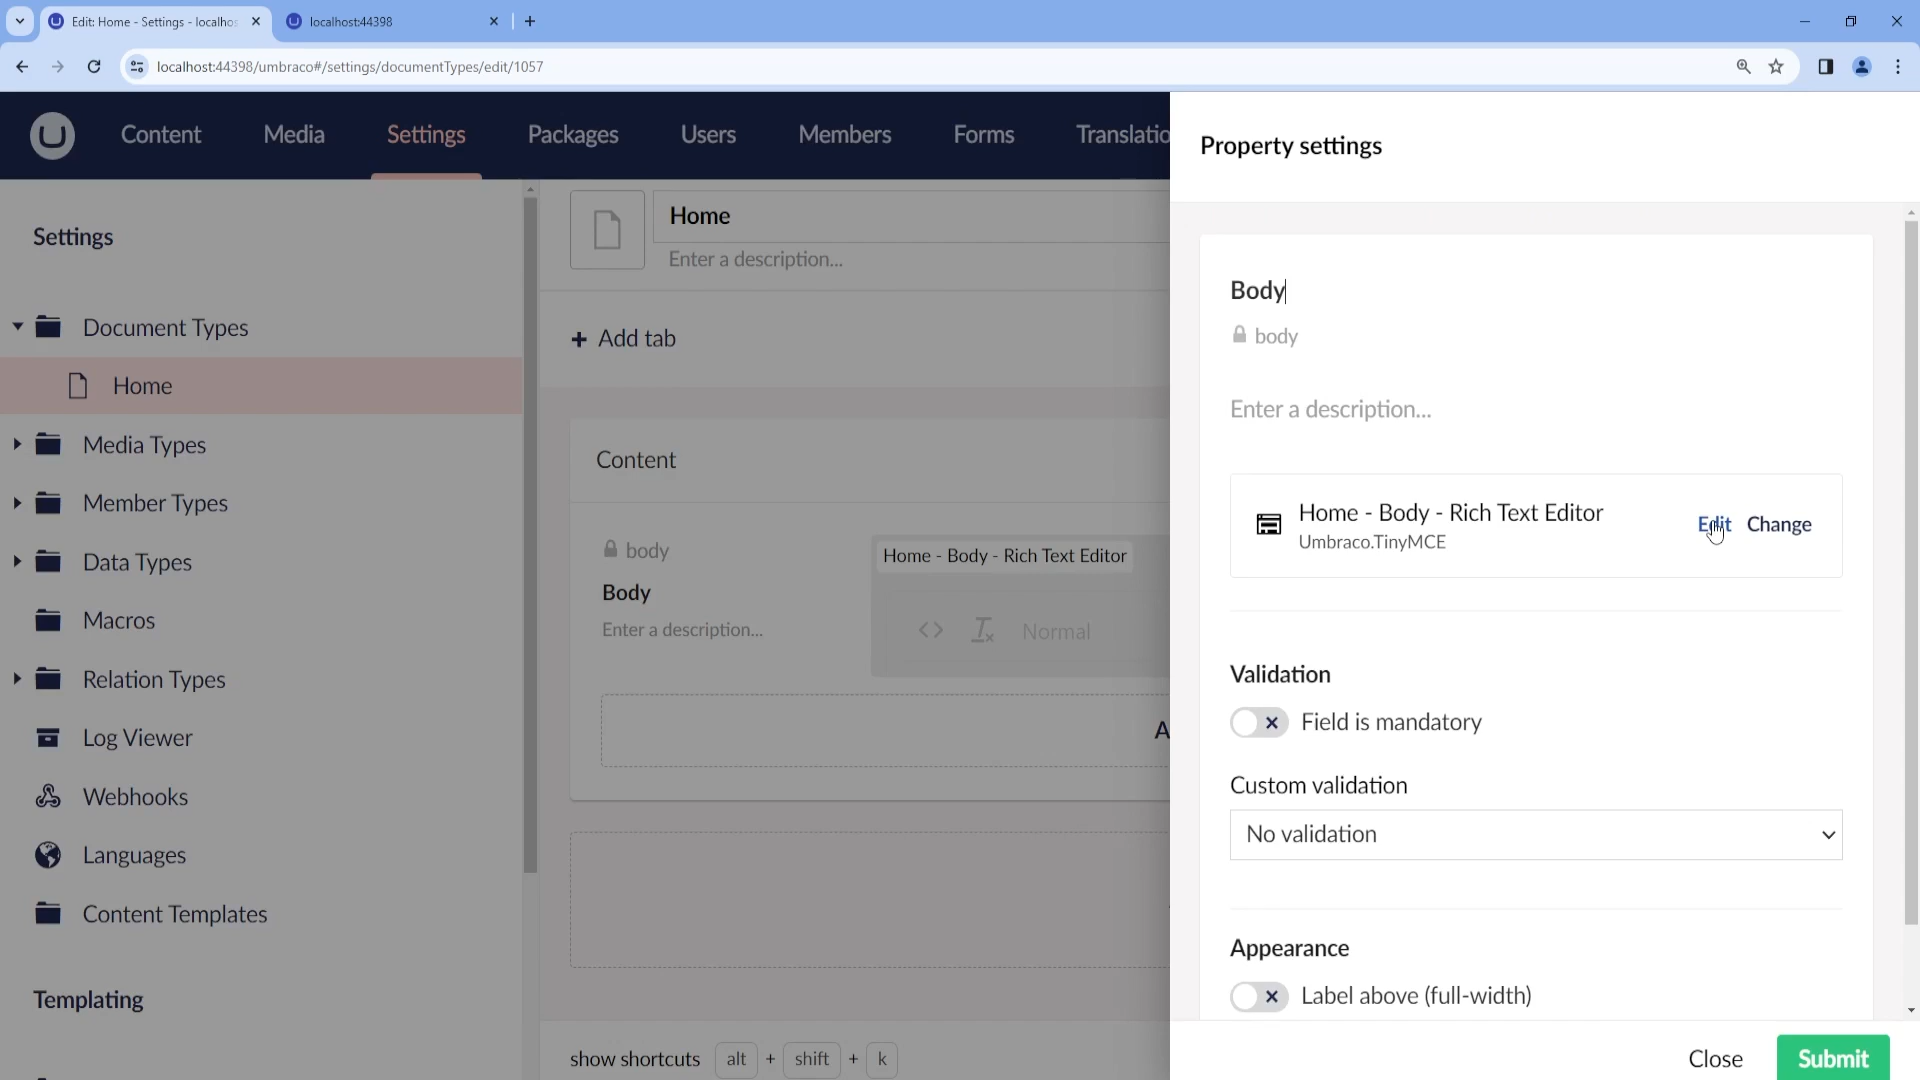 Edit: Home - Settings - localhos
localhost:44398
localhost:44398/umbraco#/settings/documentTypes/edit/1057
Content
Media
Settings
Packages
Users
Members
Forms
Translatio
Property settings
Settings
Document Types
Home
Media Types
Member Types
Data Types
Macros
Relation Types
Log Viewer
Webhooks
Languages
Content Templates
Templating
Home
Enter a description...
+ Add tab
Content
body
Body
Enter a description...
Home - Body - Rich Text Editor
Normal
A
show shortcuts alt + shift + k
Body
body
Enter a description...
Home - Body - Rich Text Editor
Umbraco.TinyMCE
Edit Change
Validation
Field is mandatory
Custom validation
No validation
Appearance
Label above (full-width)
Close
Submit